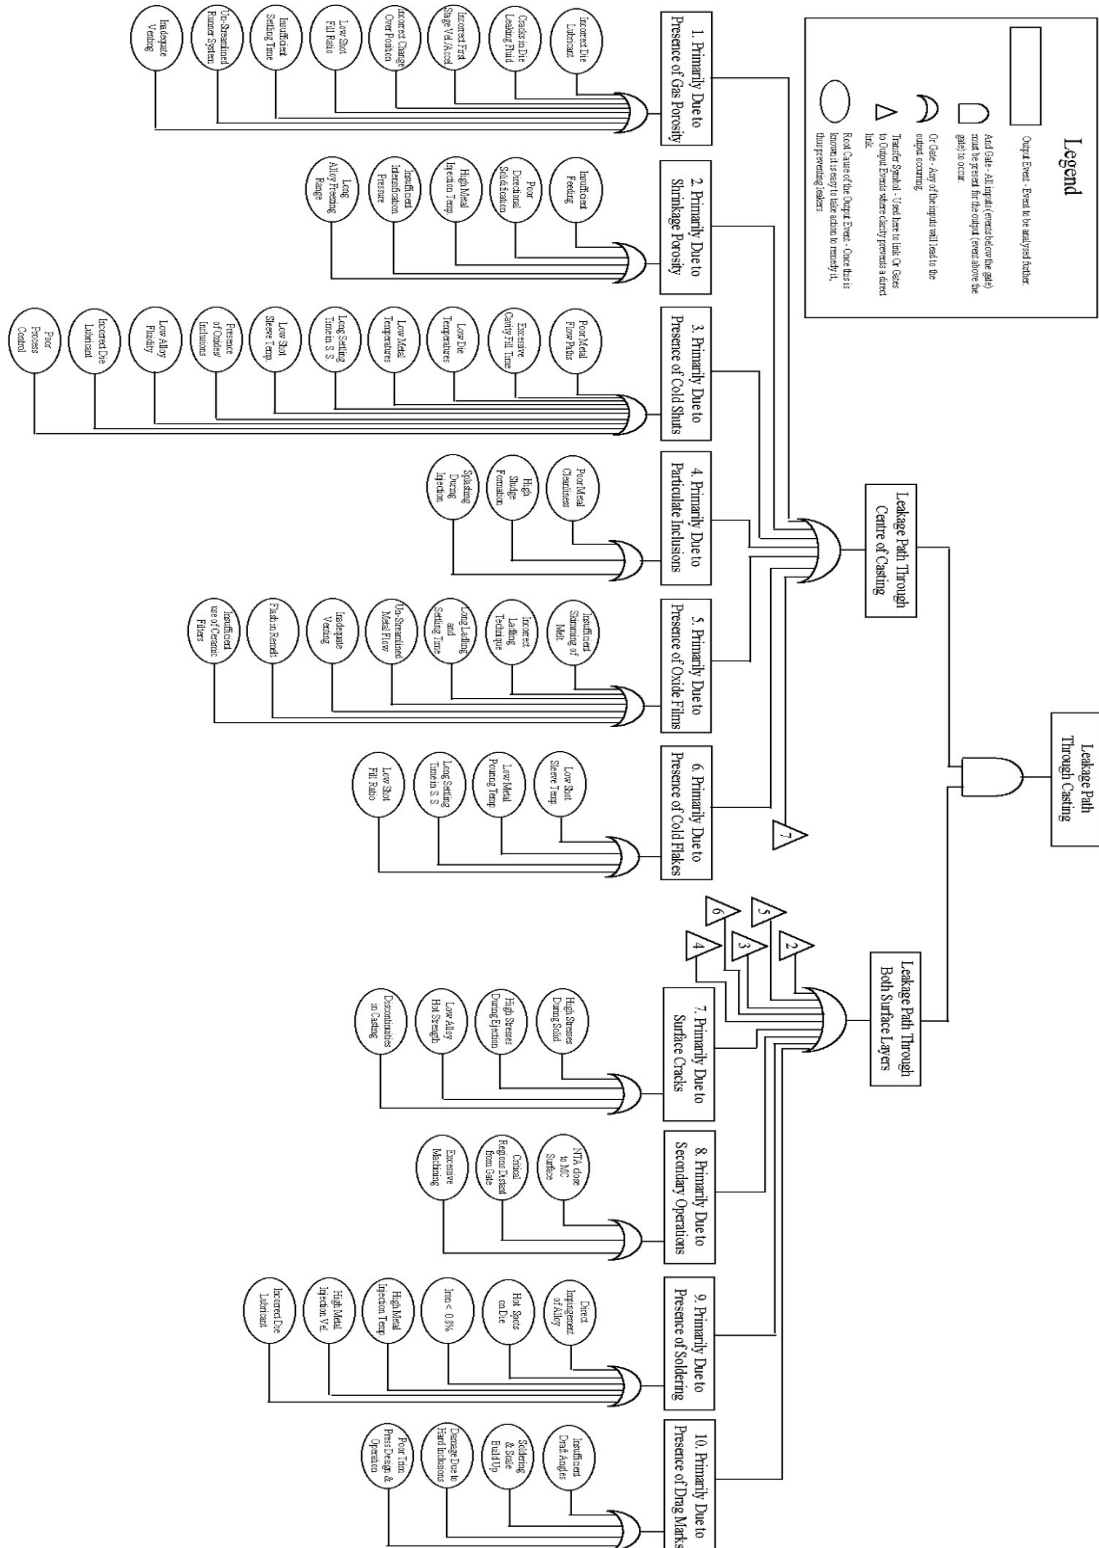 Legend
Output Event - Event to be analysed further.
And Gate - All inputs (events below the gate)
must be present for the output (event above the
gate) to occur.
Or Gate - Any of the inputs will lead to the
output occurring.
Transfer Symbol - Used here to link Or Gates
to Output Events where clarity prevents a direct
link.
Root Cause of the Output Event - Once this is
known it is easy to take action to remedy it,
thus preventing leakers.
Leakage Path
Through Casting
Leakage Path Through
Centre of Casting
Leakage Path Through
Both Surface Layers
7
2
5
3
6
4
1. Primarily Due to
Presence of Gas Porosity
2. Primarily Due to
Shrinkage Porosity
3. Primarily Due to
Presence of Cold Shuts
4. Primarily Due to
Particulate Inclusions
5. Primarily Due to
Presence of Oxide Films
6. Primarily Due to
Presence of Cold Flakes
7. Primarily Due to
Surface Cracks
8. Primarily Due to
Secondary Operations
9. Primarily Due to
Presence of Soldering
10. Primarily Due to
Presence of Drag Marks
Incorrect Die
Lubricant
Cracks in Die
Leaking Fluid
Incorrect First
Stage Vel/Accel
Incorrect Change
Over Position
Low Shot
Fill Ratio
Insufficient
Settling Time
Un-Streamlined
Runner System
Inadequate
Venting
Insufficient
Feeding
Poor
Directional
Solidification
High Metal
Injection Temp
Insufficient
Intensification
Pressure
Long
Alloy Freezing
Range
Poor Metal
Flow Paths
Excessive
Cavity Fill Time
Low Die
Temperatures
Low Metal
Temperatures
Long Settling
Time in S. S.
Low Shot
Sleeve Temp.
Presence
of Oxides/
Inclusions
Low Alloy
Fluidity
Incorrect Die
Lubricant
Poor
Process
Control
Poor Metal
Cleanliness
High
Sludge
Formation
Splashing
During
Injection
Insufficient
Skimming of
Melt
Incorrect
Ladling
Technique
Long Ladling
and
Settling Time
Un-Streamlined
Metal Flow
Inadequate
Venting
Flash in Remelt
Insufficient
use of Ceramic
Filters
Low Shot
Sleeve Temp.
Low Metal
Pouring Temp
Long Settling
Time in S. S.
Low Shot
Fill Ratio
High Stresses
During Solid
High Stresses
During Ejection
Low Alloy
Hot Strength
Discontinuities
in Casting
NTA close
to MC
Surface
Critical
Regions Distant
from Gate
Excessive
Machining
Direct
Impingement
of Alloy
Hot Spots
on Die
Iron < 0.8%
High Metal
Injection Temp
High Metal
Injection Vel.
Incorrect Die
Lubricant
Insufficient
Draft Angles
Soldering
& Scale
Build Up
Damage Due to
Hard Inclusions
Poor Trim
Press Design &
Operation